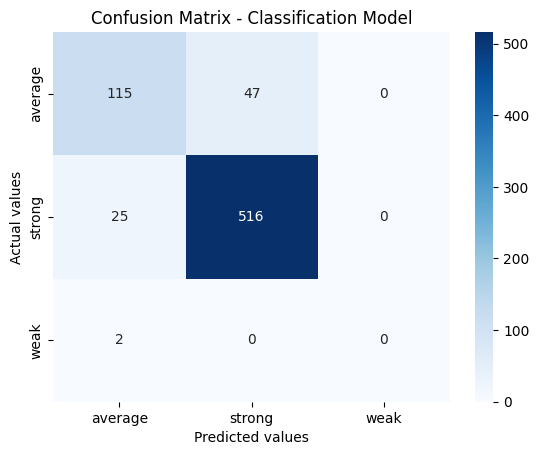 Confusion Matrix - Classification Model
average 115 47 0
strong 25 516 0
weak 2 0 0
average strong weak
Actual values
Predicted values
500
400
300
200
100
0